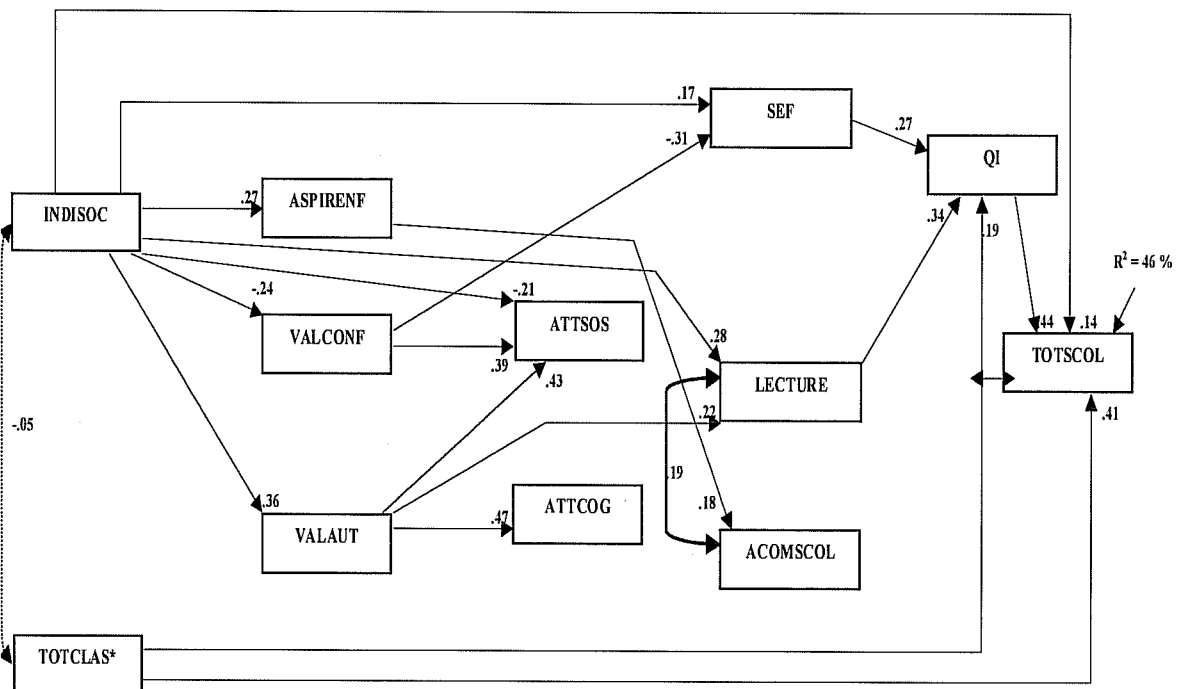 .17
SEF
-.31
.27
QI
INDISOC
.27
ASPIRENF
.34
.19
R² = 46 %
-.24
-.21
ATTSOS
VALCONF
.39
.43
.28
LECTURE
.44
.14
TOTSCOL
-.05
.22
.41
.19
.36
VALAUT
.47
ATTCOG
.18
ACOMSCOL
TOTCLAS*